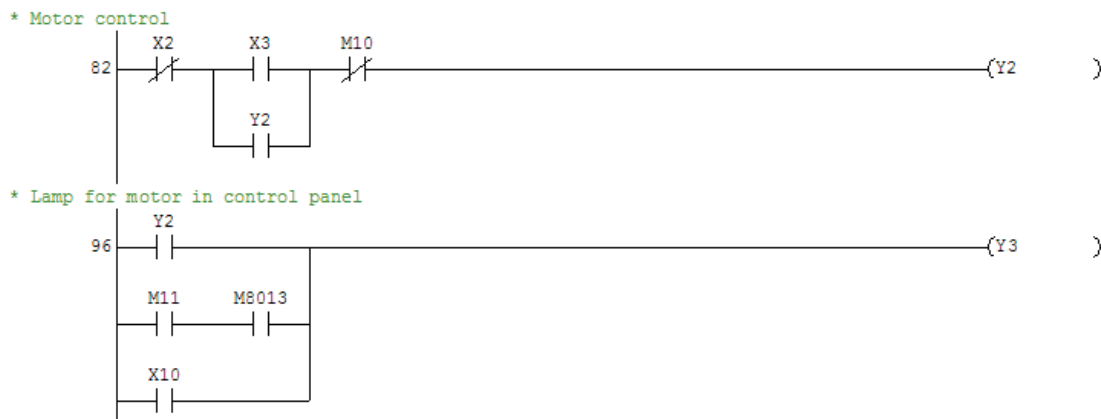 * Motor control
X2 X3 M10
82 (Y2 )
Y2
* Lamp for motor in control panel
Y2
96 (Y3 )
M11 M8013
X10